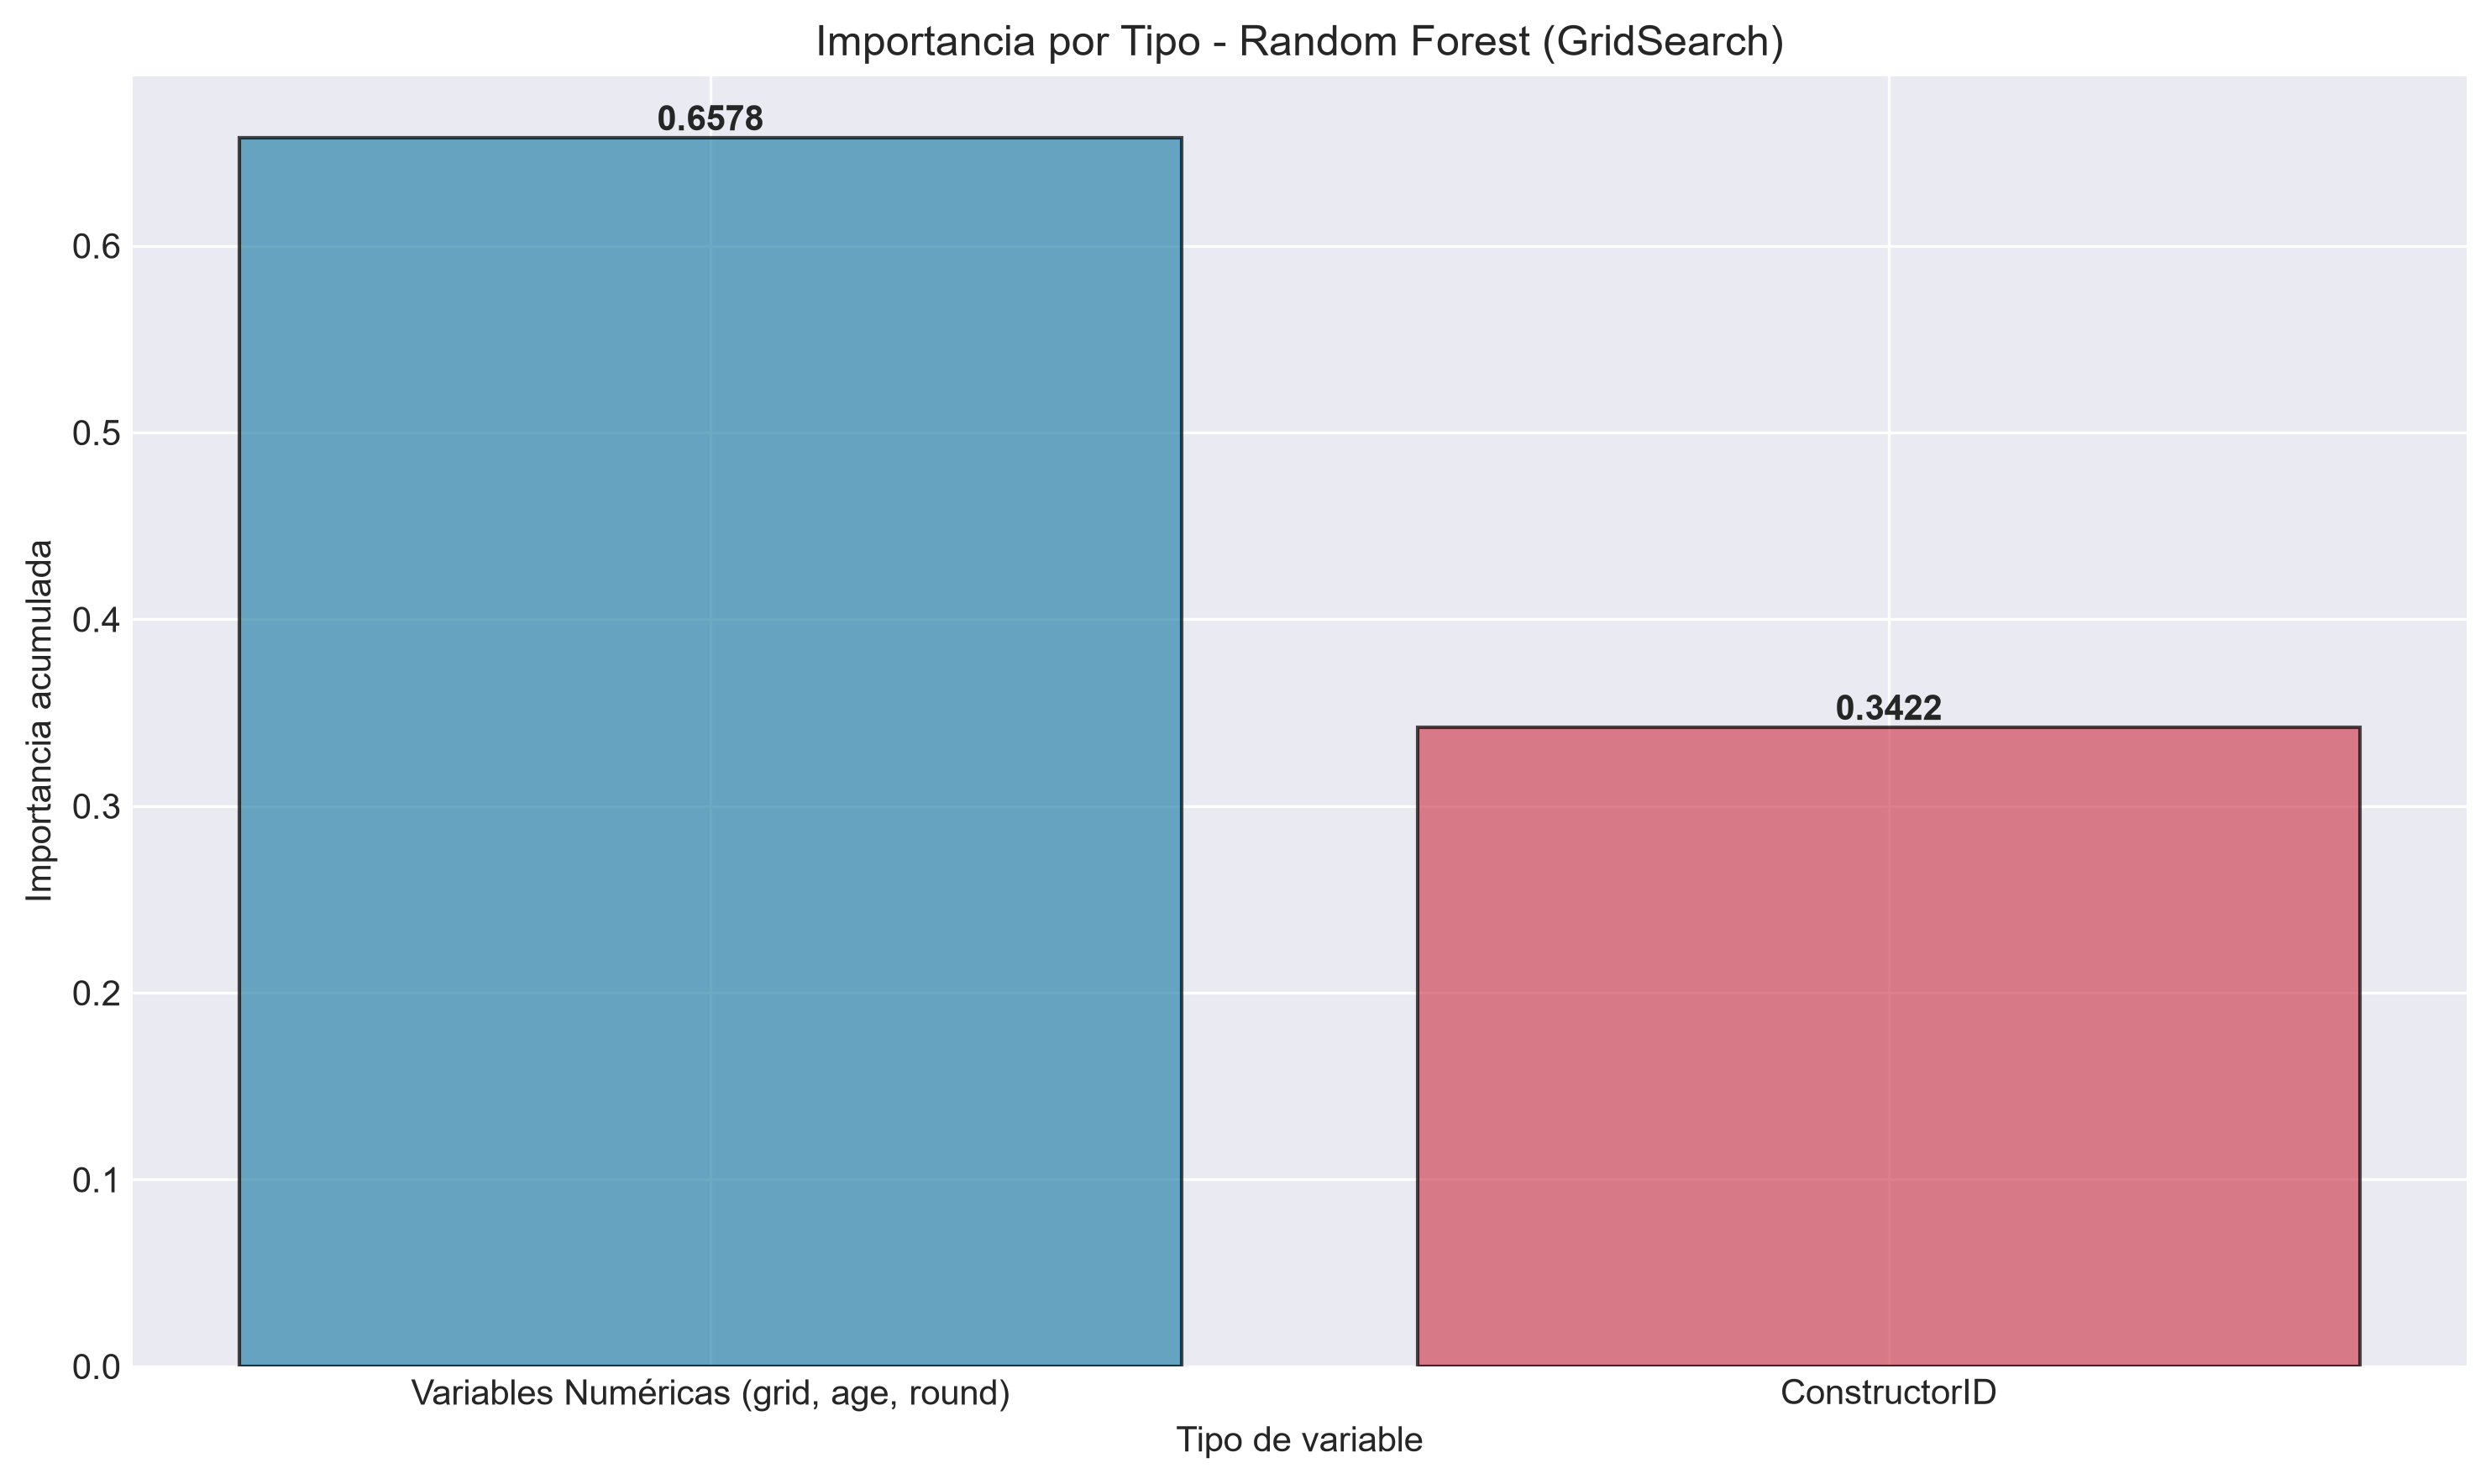 Importancia por Tipo - Random Forest (GridSearch)
0.6578
0.3422
0.6
0.5
0.4
0.3
0.2
0.1
0.0
Importancia acumulada
Variables Numéricas (grid, age, round)
ConstructorID
Tipo de variable